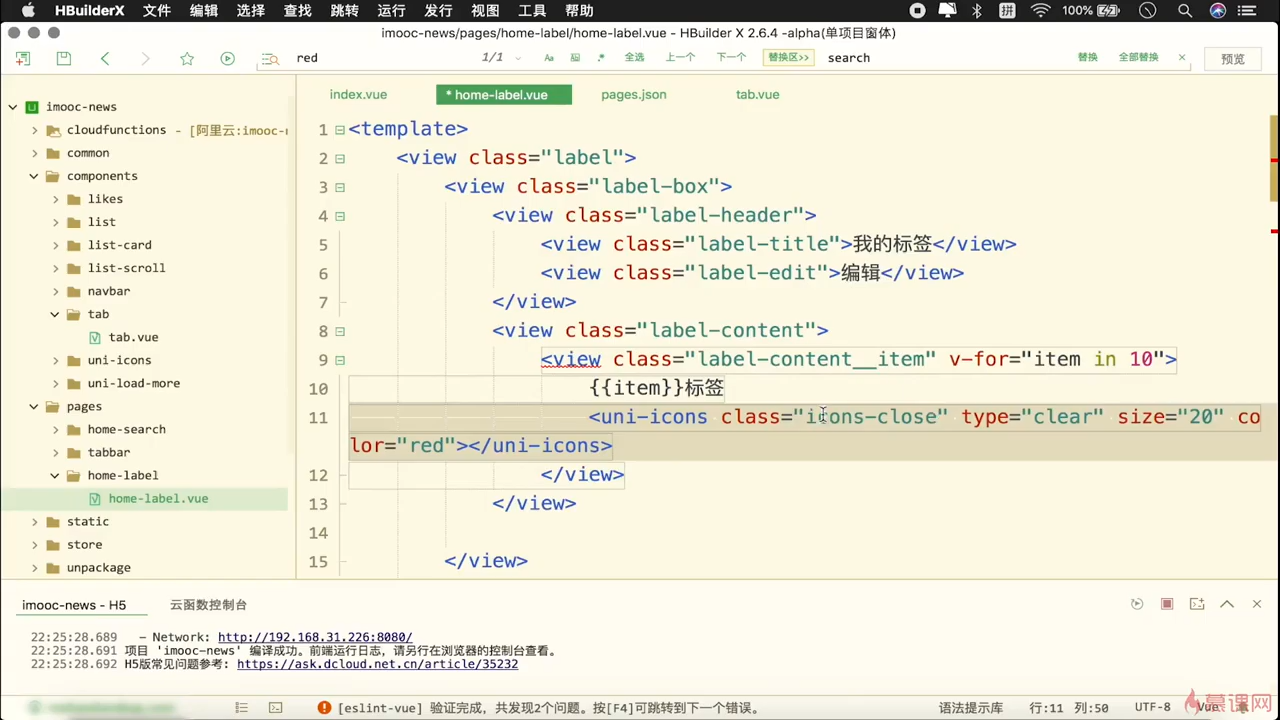 HBuilderX 文件 编辑 选择 查找 跳转 运行 发行 视图 工具 帮助 拼 100%
imooc-news/pages/home-label/home-label.vue - HBuilder X 2.6.4 -alpha(单项目窗体)
red 1/1 Aa 全选 上一个 下一个 替换区>> search 替换 全部替换 预览
imooc-news
cloudfunctions - [阿里云:imooc-n
common
components
likes
list
list-card
list-scroll
navbar
tab
tab.vue
uni-icons
uni-load-more
pages
home-search
tabbar
home-label
home-label.vue
static
store
unpackage
index.vue * home-label.vue pages.json tab.vue
1 <template>
2 <view class="label">
3 <view class="label-box">
4 <view class="label-header">
5 <view class="label-title">我的标签</view>
6 <view class="label-edit">编辑</view>
7 </view>
8 <view class="label-content">
9 <view class="label-content__item" v-for="item in 10">
10 {{item}}标签
11 <uni-icons class="icons-close" type="clear" size="20" co
lor="red"></uni-icons>
12 </view>
13 </view>
14
15 </view>
imooc-news - H5 云函数控制台
22:25:28.689 - Network: http://192.168.31.226:8080/
22:25:28.691 项目 'imooc-news' 编译成功。前端运行日志，请另行在浏览器的控制台查看。
22:25:28.692 H5版常见问题参考: https://ask.dcloud.net.cn/article/35232
[eslint-vue] 验证完成，共发现2个问题。按[F4]可跳转到下一个错误。 语法提示库 行:11 列:50 UTF-8 Vue
慕课网